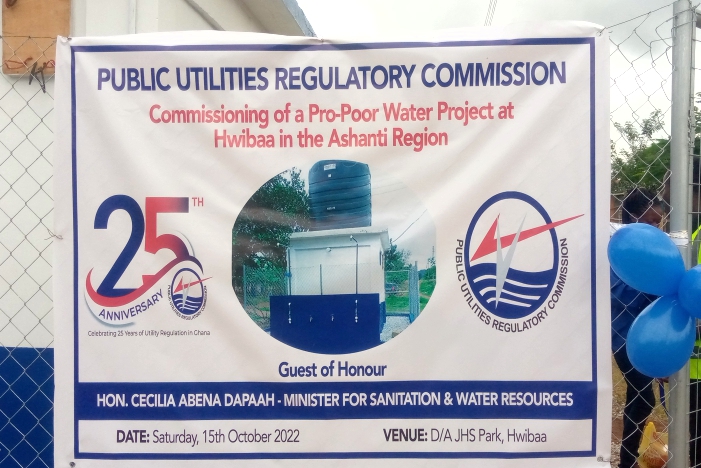 PUBLIC UTILITIES REGULATORY COMMISSION
Commissioning of a Pro-Poor Water Project at
Hwibaa in the Ashanti Region
25TH
ANNIVERSARY
Celebrating 25 Years of Utility Regulation in Ghana
PUBLIC UTILITIES REGULATORY COMMISSION
Guest of Honour
HON. CECILIA ABENA DAPAAH - MINISTER FOR SANITATION & WATER RESOURCES
DATE: Saturday, 15th October 2022
VENUE: D/A JHS Park, Hwibaa